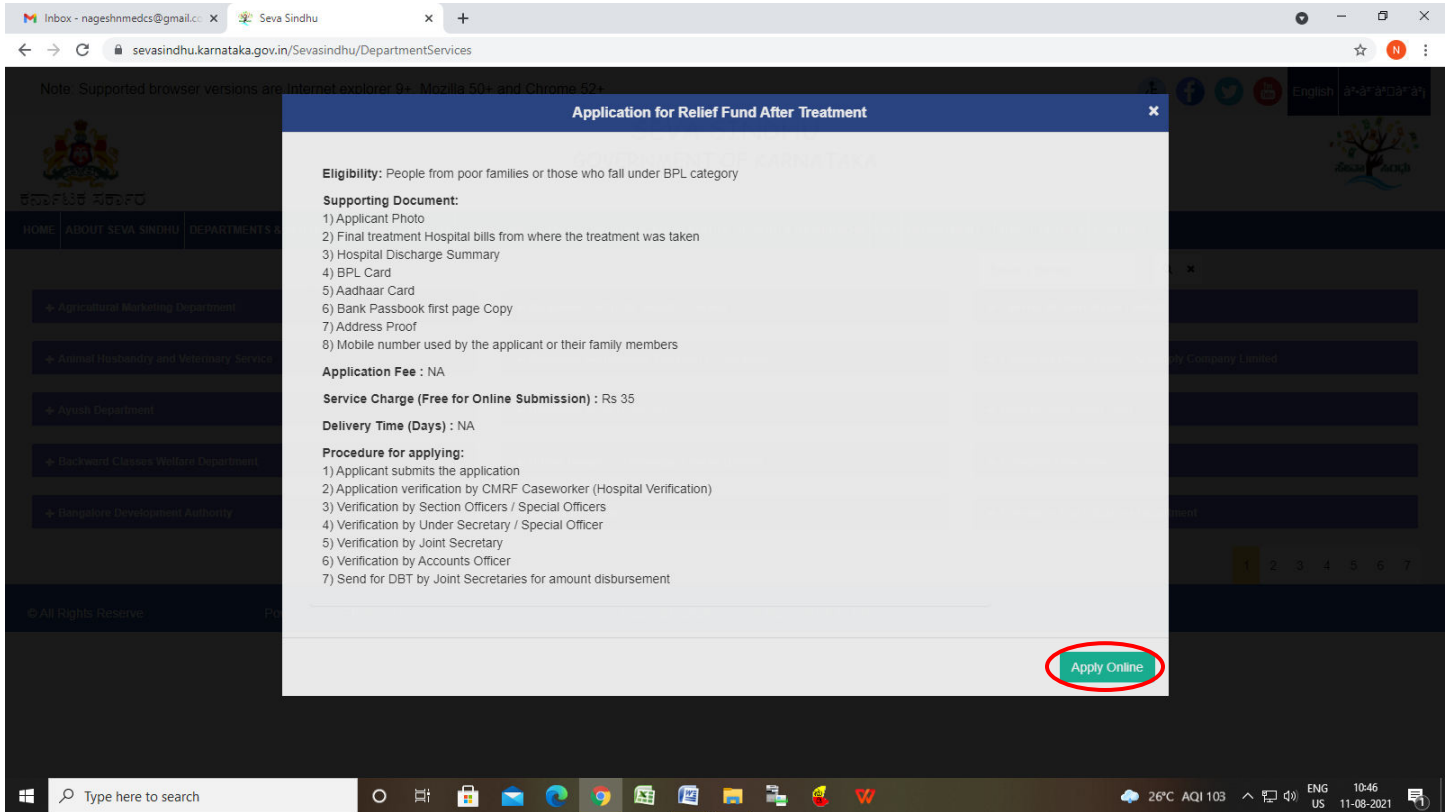 Inbox - nageshnmedcs@gmail.co
Seva Sindhu
sevasindhu.karnataka.gov.in/Sevasindhu/DepartmentServices
N
Note: Supported browser versions are Internet explorer 9+, Mozilla 50+ and Chrome 52+
English
Application for Relief Fund After Treatment
GOVERNMENT OF KARNATAKA
ಕರ್ನಾಟಕ ಸರ್ಕಾರ
HOME ABOUT SEVA SINDHU DEPARTMENTS &
Eligibility: People from poor families or those who fall under BPL category
Supporting Document:
1) Applicant Photo
2) Final treatment Hospital bills from where the treatment was taken
3) Hospital Discharge Summary
4) BPL Card
5) Aadhaar Card
6) Bank Passbook first page Copy
7) Address Proof
8) Mobile number used by the applicant or their family members
Application Fee : NA
Service Charge (Free for Online Submission) : Rs 35
Delivery Time (Days) : NA
Procedure for applying:
1) Applicant submits the application
2) Application verification by CMRF Caseworker (Hospital Verification)
3) Verification by Section Officers / Special Officers
4) Verification by Under Secretary / Special Officer
5) Verification by Joint Secretary
6) Verification by Accounts Officer
7) Send for DBT by Joint Secretaries for amount disbursement
Apply Online
Agricultural Marketing Department
Animal Husbandry and Veterinary Service
Company Limited
Ayush Department
Backward Classes Welfare Department
Bangalore Development Authority
1 2 3 4 5 6 7
© All Rights Reserve
Type here to search
26°C AQI 103
ENG
US
10:46
11-08-2021